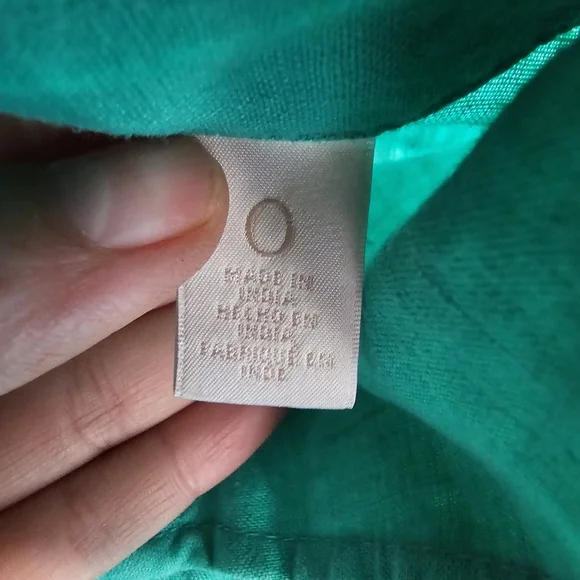 0
MADE IN
INDIA
HECHO EN
INDIA
FABRIQUÉ EN
INDE